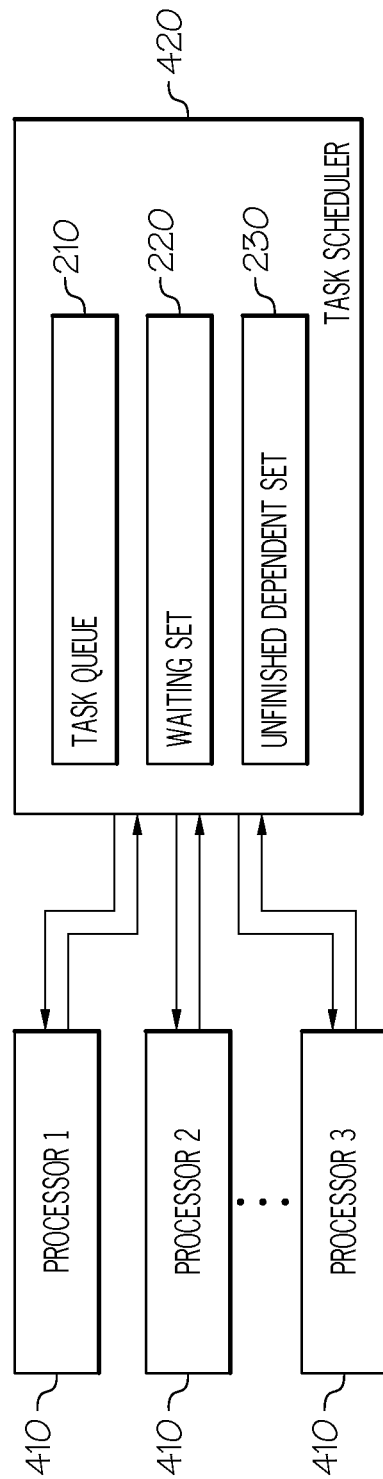 410
PROCESSOR 1
410
PROCESSOR 2
. . .
410
PROCESSOR 3
TASK QUEUE
210
WAITING SET
220
UNFINISHED DEPENDENT SET
230
TASK SCHEDULER
420